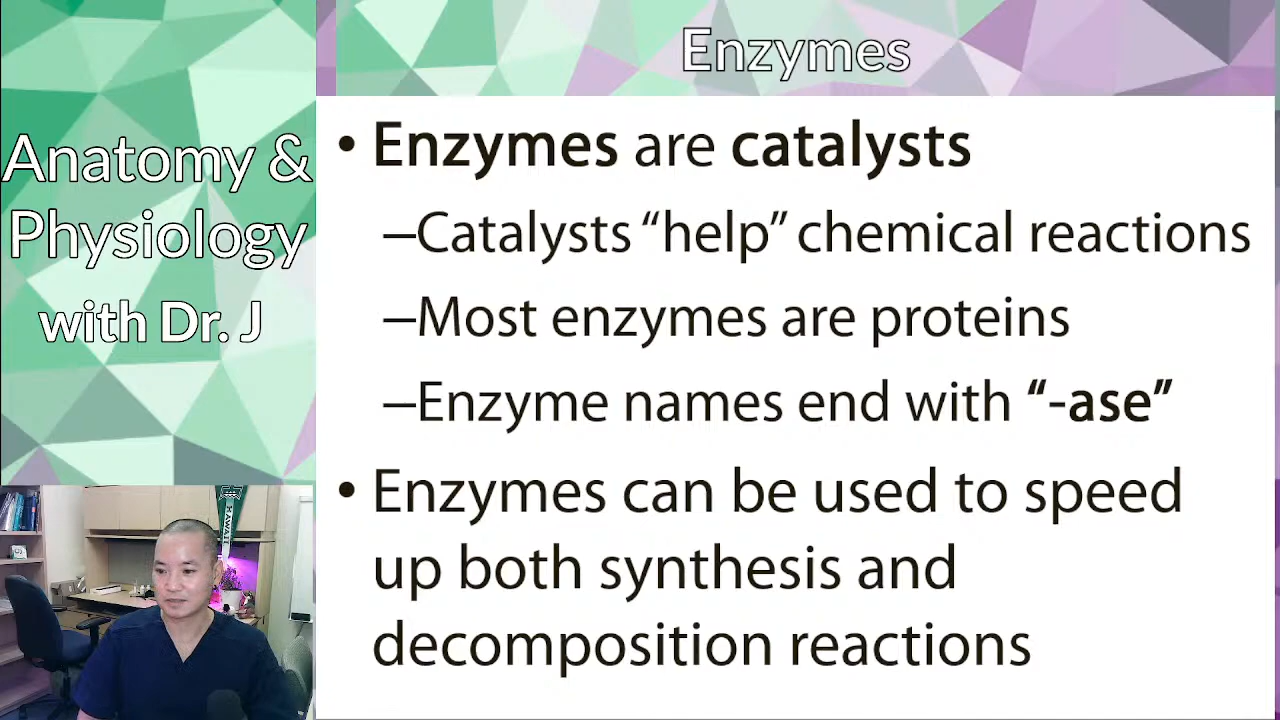 Enzymes
Anatomy &
Physiology
with Dr. J
• Enzymes are catalysts
–Catalysts “help” chemical reactions
–Most enzymes are proteins
–Enzyme names end with “-ase”
• Enzymes can be used to speed
up both synthesis and
decomposition reactions
HAWAII